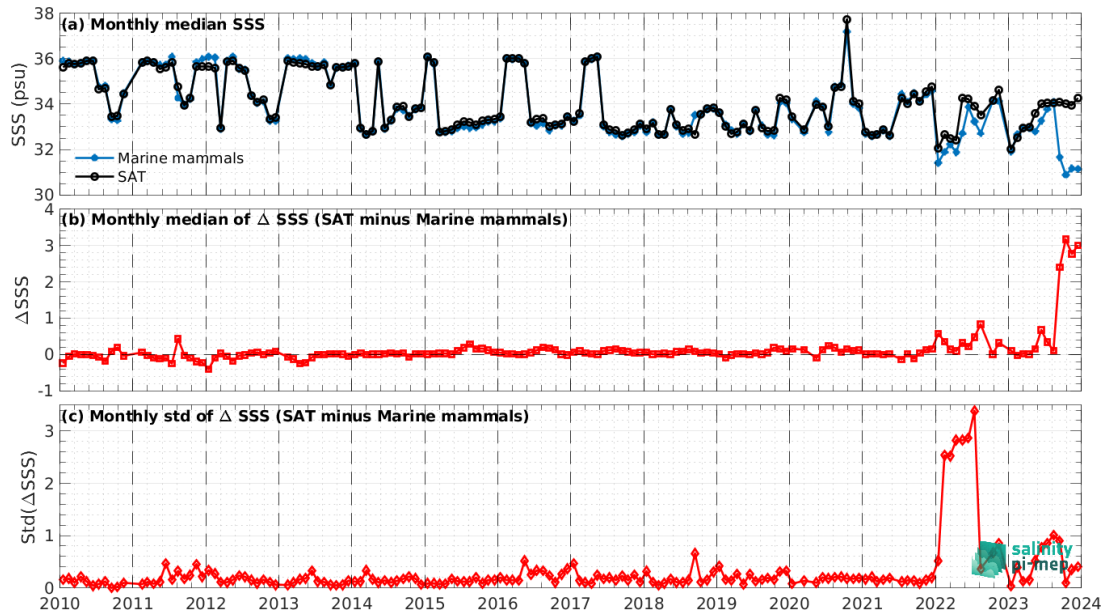 (a) Monthly median SSS
38
36
34
32
30
SSS (psu)
Marine mammals
SAT
(b) Monthly median of Δ SSS (SAT minus Marine mammals)
4
3
2
1
0
-1
ΔSSS
(c) Monthly std of Δ SSS (SAT minus Marine mammals)
3
2
1
0
Std(ΔSSS)
salinity
pi-mep
2010 2011 2012 2013 2014 2015 2016 2017 2018 2019 2020 2021 2022 2023 2024